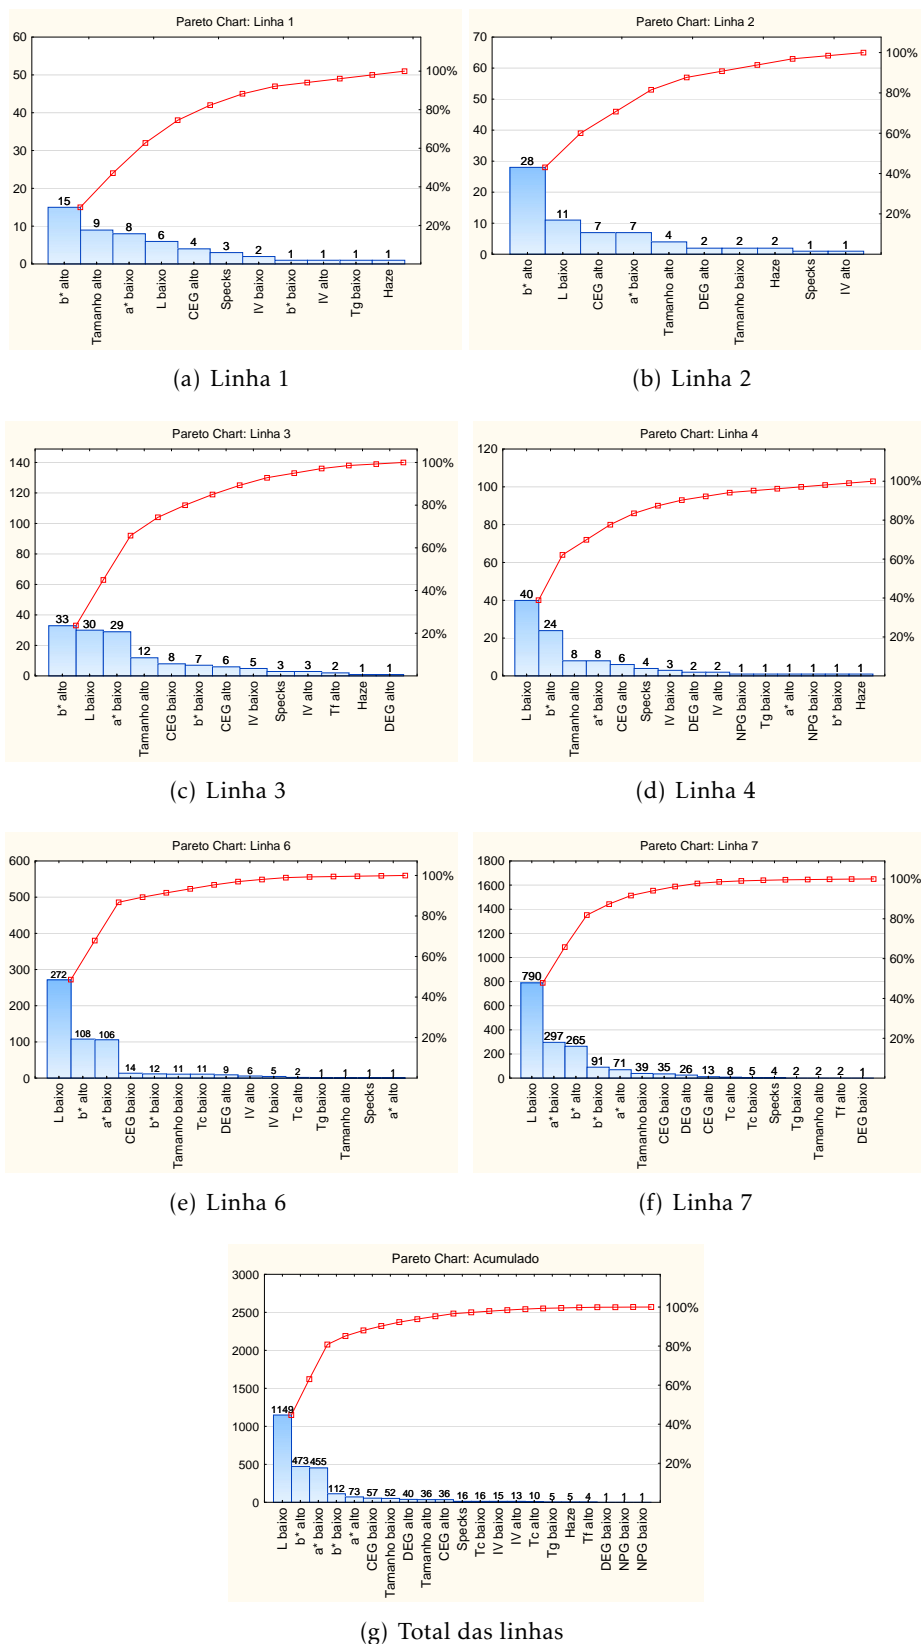 Pareto Chart: Linha 1
60
50
40
30
20
10
0
100%
80%
60%
40%
20%
15 9 8 6 4 3 2 1 1 1 1
b* alto
Tamanho alto
a* baixo
L baixo
CEG alto
Specks
IV baixo
b* baixo
IV alto
Tg baixo
Haze
(a) Linha 1
Pareto Chart: Linha 2
70
60
50
40
30
20
10
0
100%
80%
60%
40%
20%
28 11 7 7 4 2 2 2 1 1
b* alto
L baixo
CEG alto
a* baixo
Tamanho alto
DEG alto
Tamanho baixo
Haze
Specks
IV alto
(b) Linha 2
Pareto Chart: Linha 3
140
120
100
80
60
40
20
0
100%
80%
60%
40%
20%
33 30 29 12 8 7 6 5 3 3 2 1 1
b* alto
L baixo
a* baixo
Tamanho alto
CEG baixo
b* baixo
CEG alto
IV baixo
Specks
IV alto
Tf alto
Haze
DEG alto
(c) Linha 3
Pareto Chart: Linha 4
120
100
80
60
40
20
0
100%
80%
60%
40%
20%
40 24 8 8 6 4 3 2 2 1 1 1 1 1 1
L baixo
b* alto
Tamanho alto
a* baixo
CEG alto
Specks
IV baixo
DEG alto
IV alto
NPG baixo
Tg baixo
a* alto
NPG baixo
b* baixo
Haze
(d) Linha 4
Pareto Chart: Linha 6
600
500
400
300
200
100
0
100%
80%
60%
40%
20%
272 108 106 14 12 11 11 9 6 5 2 1 1 1 1
L baixo
b* alto
a* baixo
CEG baixo
b* baixo
Tamanho baixo
Tc baixo
DEG alto
IV alto
IV baixo
Tc alto
Tg baixo
Tamanho alto
Specks
a* alto
(e) Linha 6
Pareto Chart: Linha 7
1800
1600
1400
1200
1000
800
600
400
200
0
100%
80%
60%
40%
20%
790 297 265 91 71 39 35 26 13 8 5 4 2 2 2 1
L baixo
a* baixo
b* alto
b* baixo
a* alto
Tamanho baixo
CEG baixo
DEG alto
CEG alto
Tc alto
Tc baixo
Specks
Tg baixo
Tamanho alto
Tf alto
DEG baixo
(f) Linha 7
Pareto Chart: Acumulado
3000
2500
2000
1500
1000
500
0
100%
80%
60%
40%
20%
1149 473 455 112 73 57 52 40 36 36 16 16 15 13 10 5 5 4 1 1 1
L baixo
b* alto
a* baixo
b* baixo
a* alto
CEG baixo
Tamanho baixo
DEG alto
Tamanho alto
CEG alto
Specks
Tc baixo
IV baixo
IV alto
Tc alto
Tg baixo
Haze
Tf alto
DEG baixo
NPG baixo
NPG baixo
(g) Total das linhas